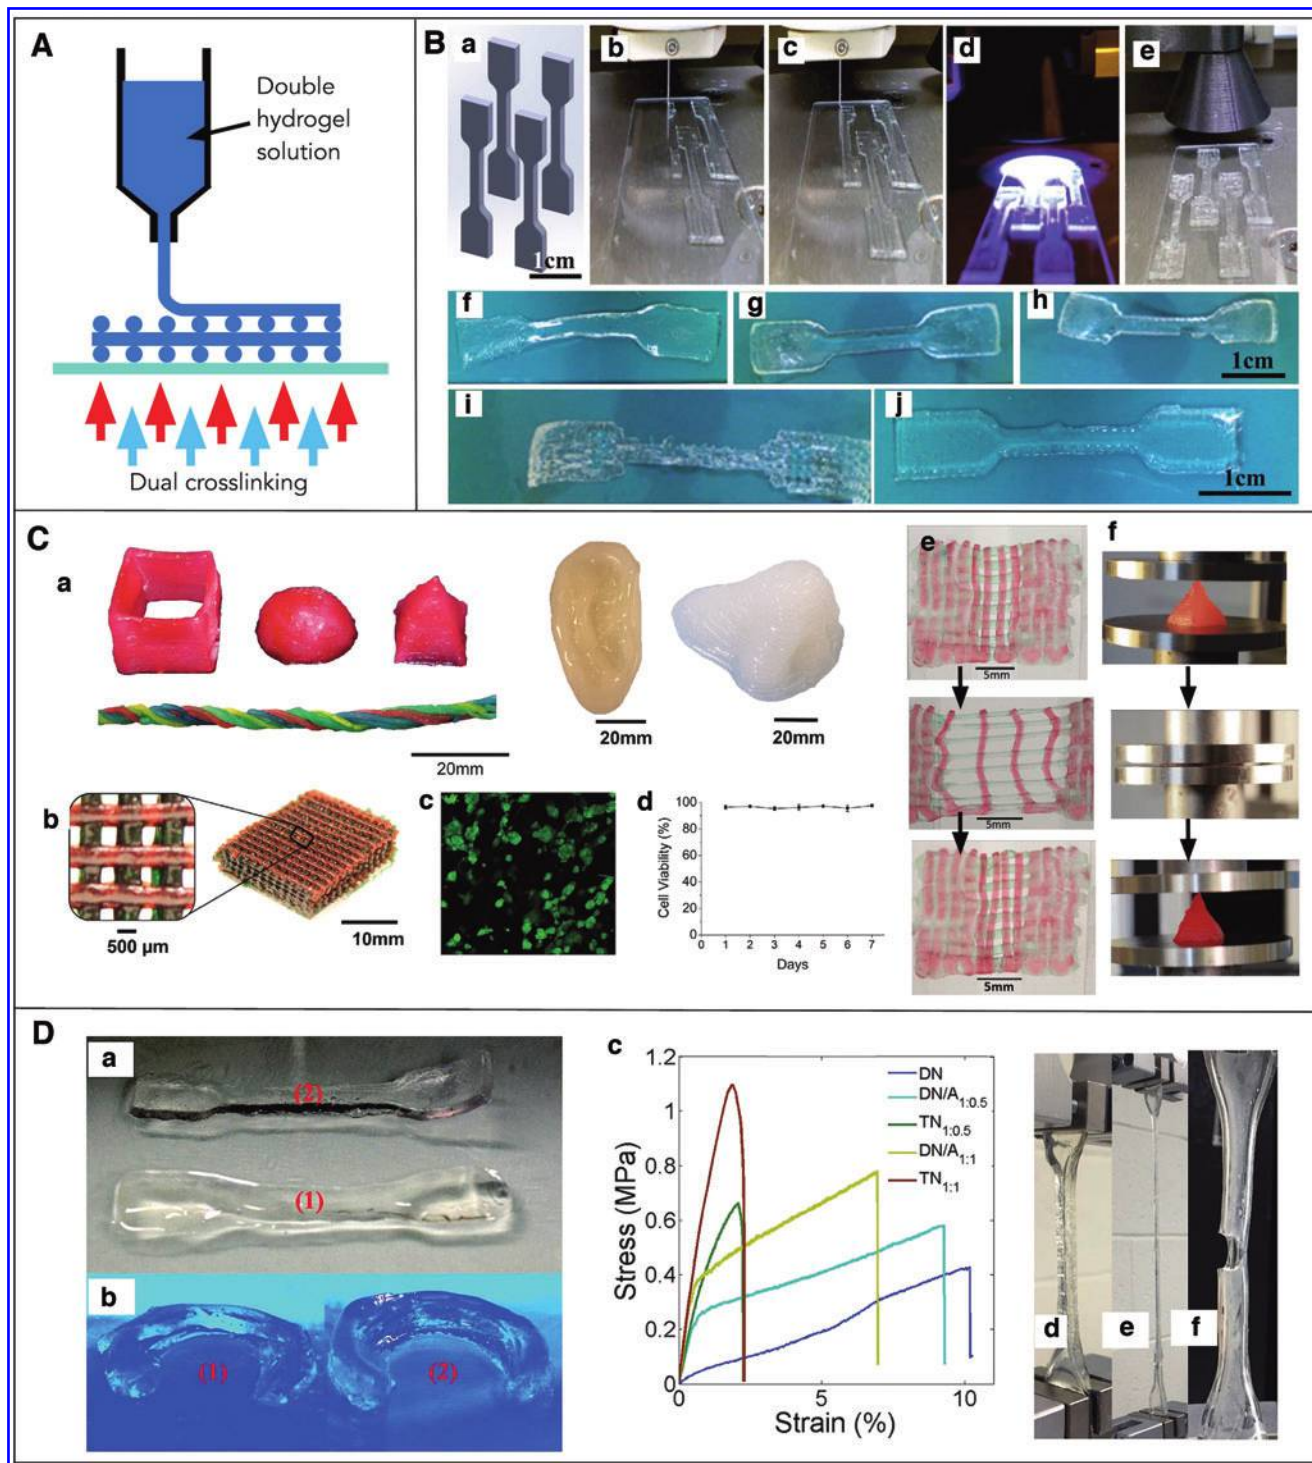 A
Double
hydrogel
solution
Dual crosslinking
B
a
b
c
d
e
1cm
f
g
h
1cm
i
j
1cm
C
a
20mm
20mm
20mm
b
500 µm
10mm
c
d
100
80
60
40
20
0
Cell Viability (%)
0 1 2 3 4 5 6 7
Days
e
5mm
5mm
5mm
f
D
a
(2)
(1)
b
(1)
(2)
c
1.2
1
0.8
0.6
0.4
0.2
0
Stress (MPa)
0 5 10
Strain (%)
DN
DN/A1:0.5
TN1:0.5
DN/A1:1
TN1:1
d
e
f